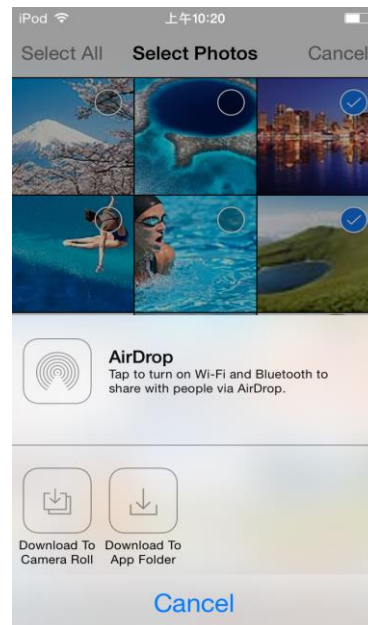 iPod 上午10:20
Select All Select Photos Cancel
AirDrop
Tap to turn on Wi-Fi and Bluetooth to
share with people via AirDrop.
Download To Download To
Camera Roll App Folder
Cancel